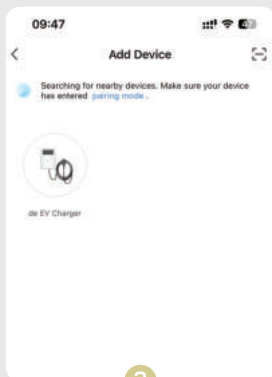 09:47
Add Device
Searching for nearby devices. Make sure your device
has entered pairing mode.
de EV Charger